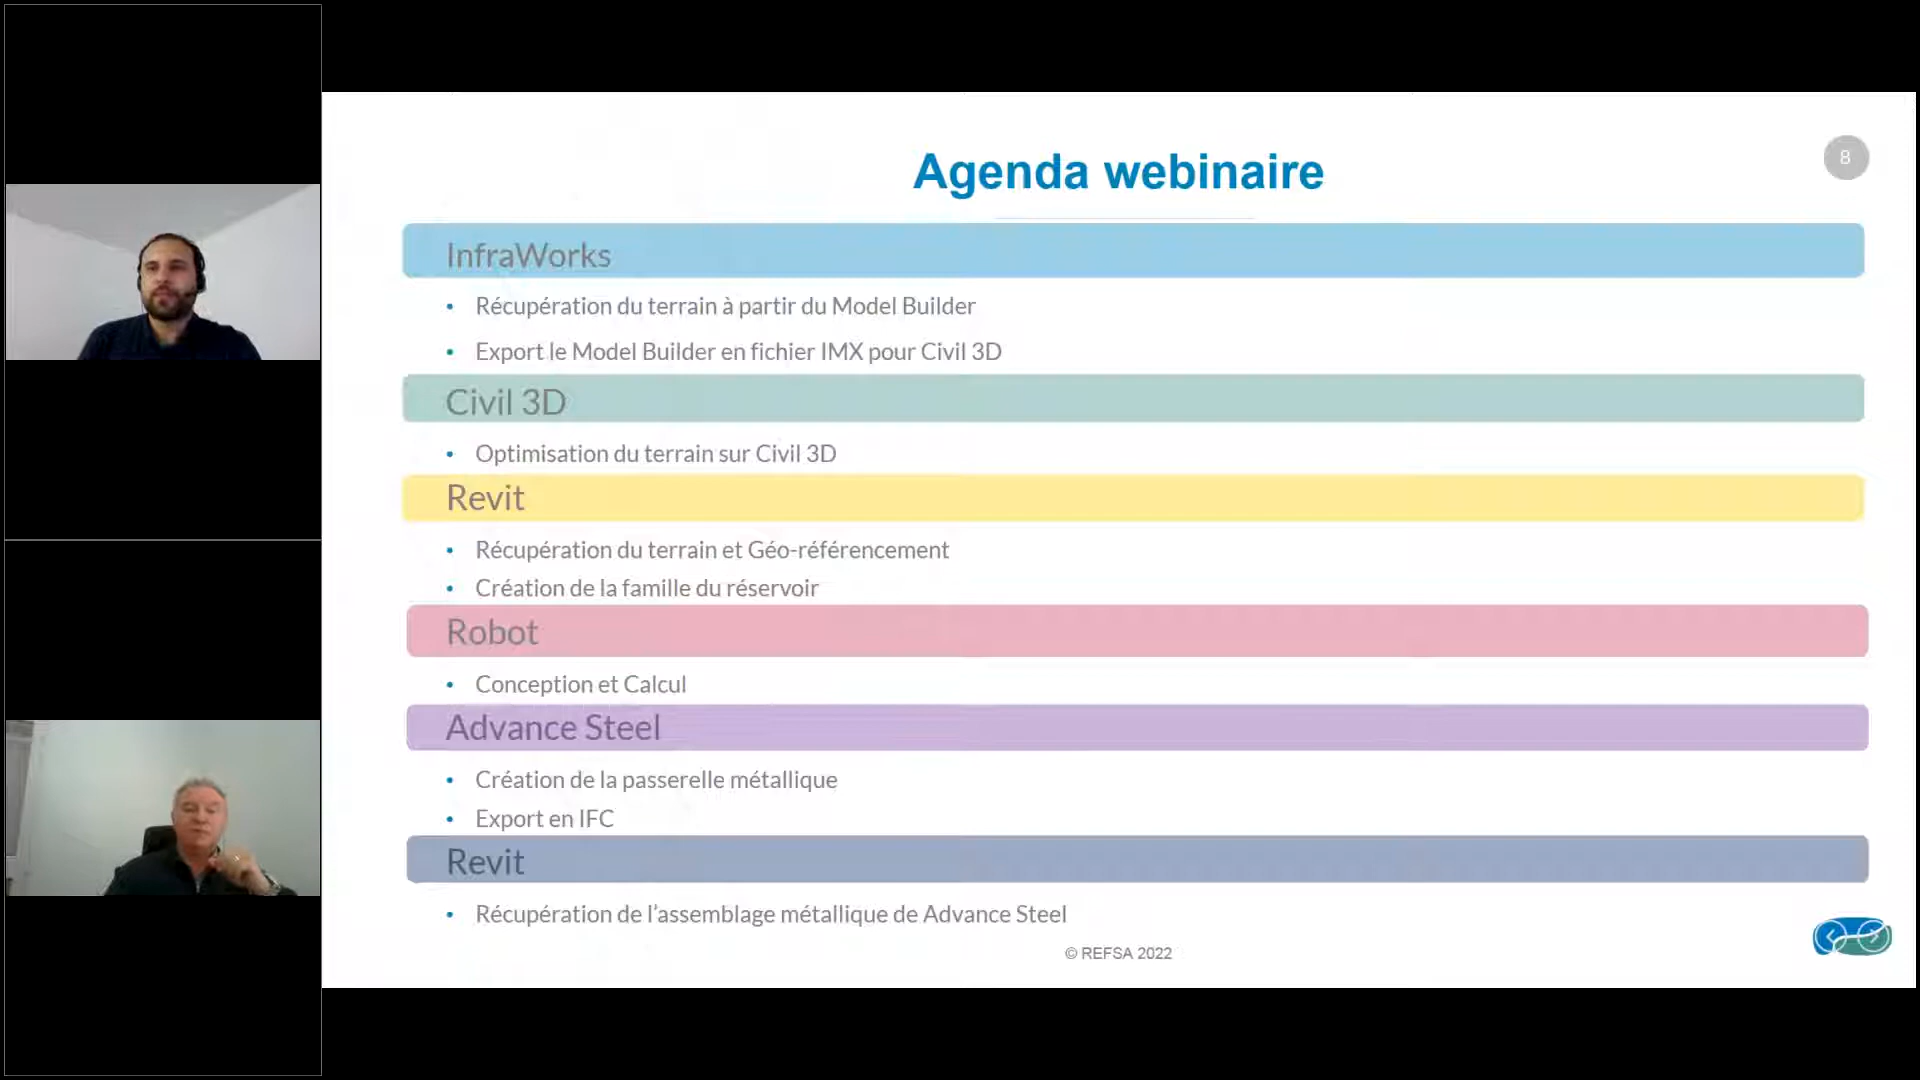 Agenda webinaire
8
InfraWorks
• Récupération du terrain à partir du Model Builder
• Export le Model Builder en fichier IMX pour Civil 3D
Civil 3D
• Optimisation du terrain sur Civil 3D
Revit
• Récupération du terrain et Géo-référencement
• Création de la famille du réservoir
Robot
• Conception et Calcul
Advance Steel
• Création de la passerelle métallique
• Export en IFC
Revit
• Récupération de l’assemblage métallique de Advance Steel
© REFSA 2022